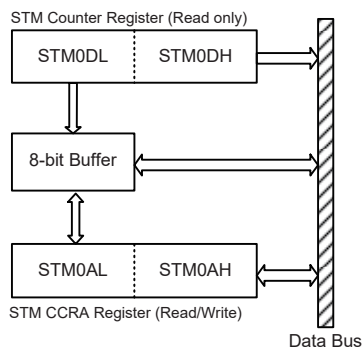 STM Counter Register (Read only)
STM0DL STM0DH
8-bit Buffer
STM0AL STM0AH
STM CCRA Register (Read/Write)
Data Bus